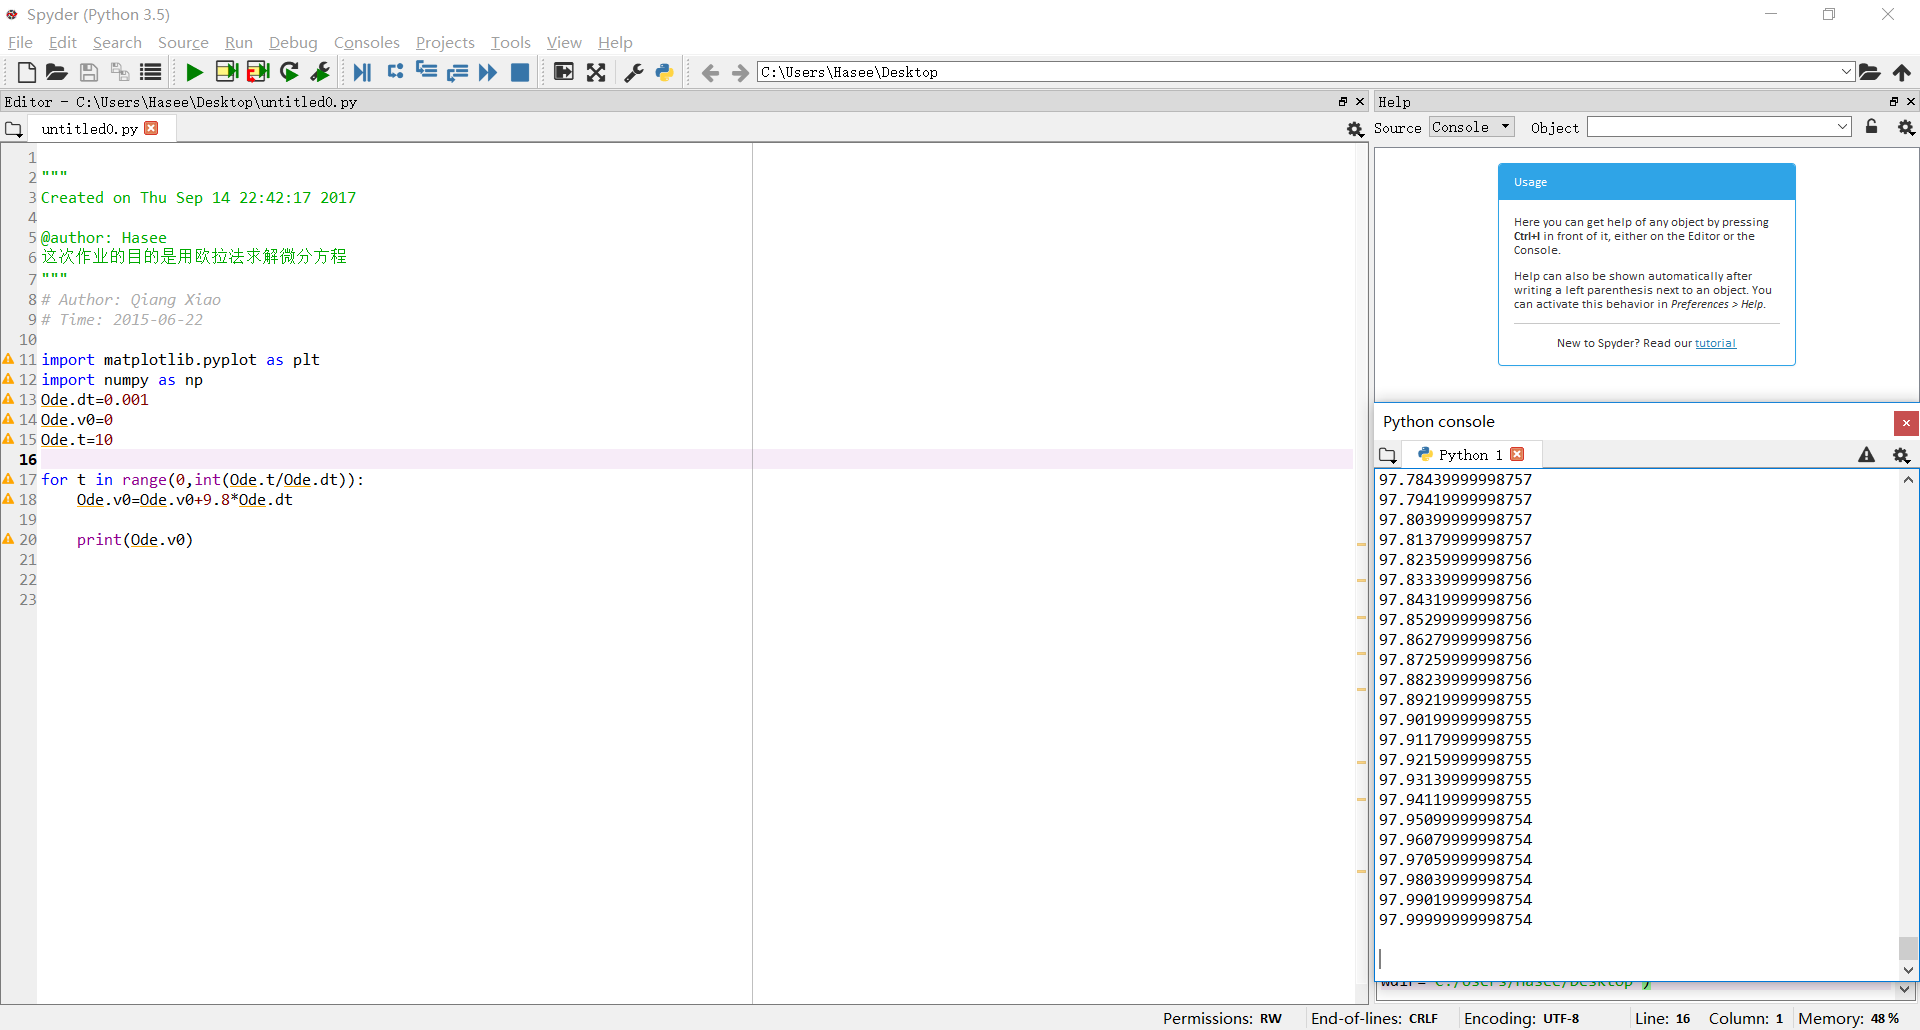 Spyder (Python 3.5)
File Edit Search Source Run Debug Consoles Projects Tools View Help
C:\Users\Hasee\Desktop
Editor - C:\Users\Hasee\Desktop\untitled0.py
untitled0.py
1
2 """
3 Created on Thu Sep 14 22:42:17 2017
4
5 @author: Hasee
6 这次作业的目的是用欧拉法求解微分方程
7 """
8 # Author: Qiang Xiao
9 # Time: 2015-06-22
10
11 import matplotlib.pyplot as plt
12 import numpy as np
13 Ode.dt=0.001
14 Ode.v0=0
15 Ode.t=10
16
17 for t in range(0,int(Ode.t/Ode.dt)):
18     Ode.v0=Ode.v0+9.8*Ode.dt
19
20     print(Ode.v0)
21
22
23
Help
Source Console Object
Usage
Here you can get help of any object by pressing
Ctrl+I in front of it, either on the Editor or the
Console.
Help can also be shown automatically after
writing a left parenthesis next to an object. You
can activate this behavior in Preferences > Help.
New to Spyder? Read our tutorial
Python console
Python 1
97.78439999998757
97.79419999998757
97.80399999998757
97.81379999998757
97.82359999998756
97.83339999998756
97.84319999998756
97.85299999998756
97.86279999998756
97.87259999998756
97.88239999998756
97.89219999998755
97.90199999998755
97.91179999998755
97.92159999998755
97.93139999998755
97.94119999998755
97.95099999998754
97.96079999998754
97.97059999998754
97.98039999998754
97.99019999998754
97.99999999998754
wdir='C:/Users/Hasee/Desktop')
Permissions: RW End-of-lines: CRLF Encoding: UTF-8 Line: 16 Column: 1 Memory: 48 %